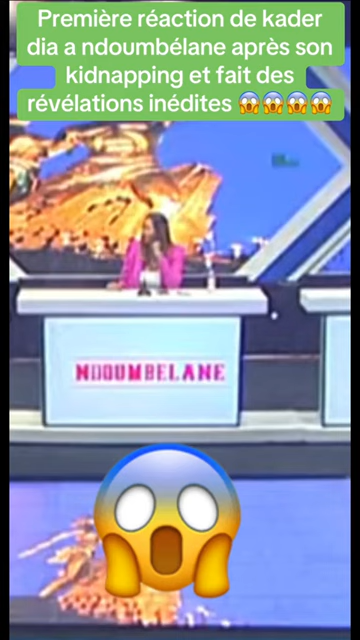 Première réaction de kader
dia a ndoumbélane après son
kidnapping et fait des
révélations inédites 😱😱😱😱
NDOUMBELANE